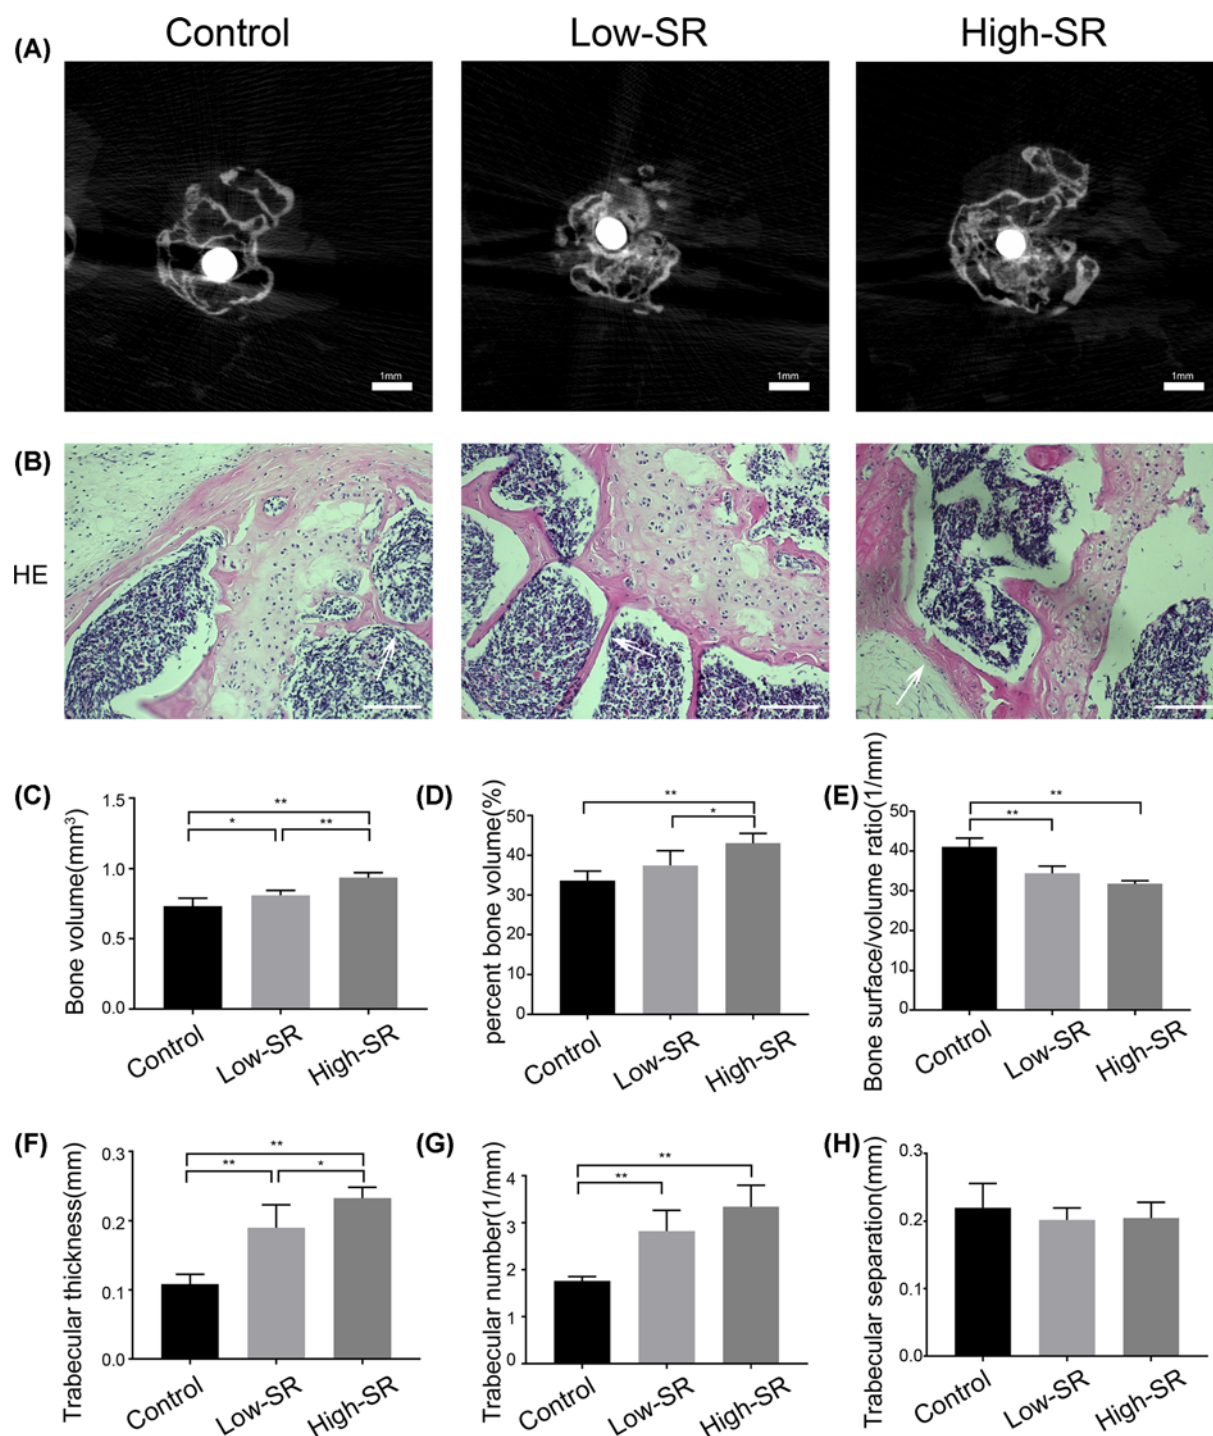 Control Low-SR High-SR
(A)
1mm 1mm 1mm
(B)
HE
(C) (D) (E)
Bone volume(mm³)
1.5
1.0
0.5
0.0
** 
* **
Control Low-SR High-SR
percent bone volume(%)
50
40
30
20
10
0
**
*
Control Low-SR High-SR
Bone surface/volume ratio(1/mm)
50
40
30
20
10
0
**
**
Control Low-SR High-SR
(F) (G) (H)
Trabecular thickness(mm)
0.3
0.2
0.1
0.0
**
** *
Control Low-SR High-SR
Trabecular number(1/mm)
4
3
2
1
0
**
**
Control Low-SR High-SR
Trabecular separation(mm)
0.3
0.2
0.1
0.0
Control Low-SR High-SR